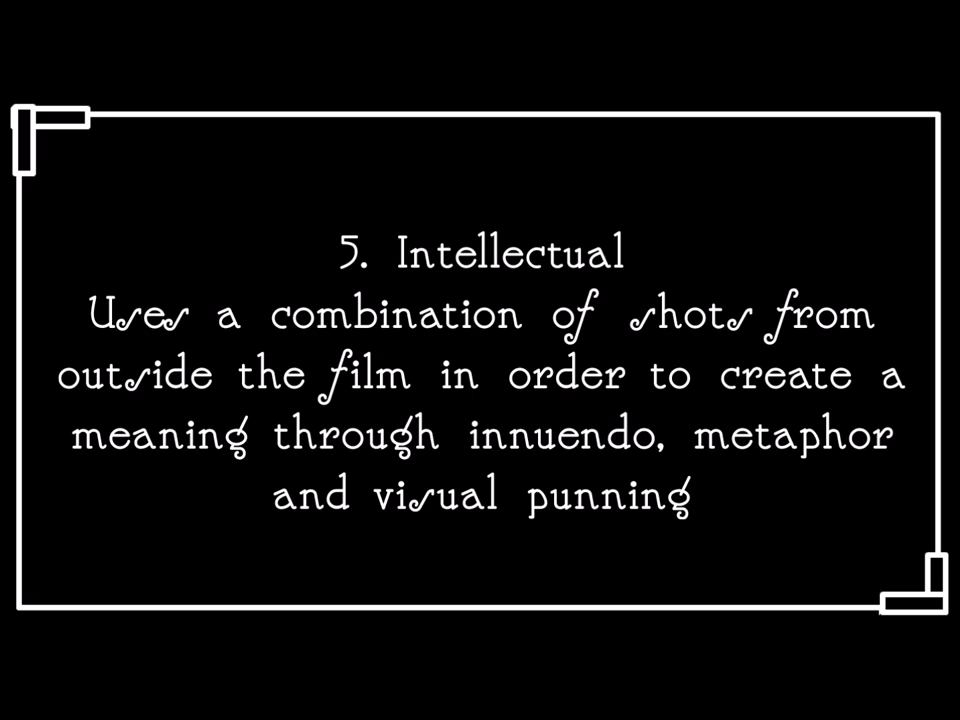 5. Intellectual
Uses a combination of shots from
outside the film in order to create a
meaning through innuendo, metaphor
and visual punning